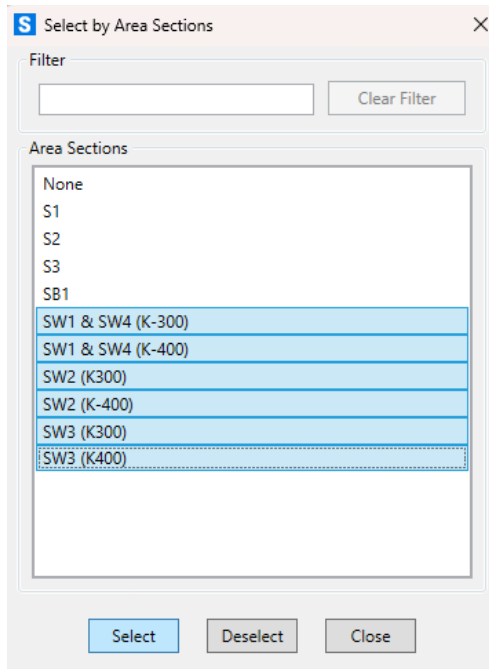 S Select by Area Sections
Filter
Clear Filter
Area Sections
None
S1
S2
S3
SB1
SW1 & SW4 (K-300)
SW1 & SW4 (K-400)
SW2 (K300)
SW2 (K-400)
SW3 (K300)
SW3 (K400)
Select Deselect Close